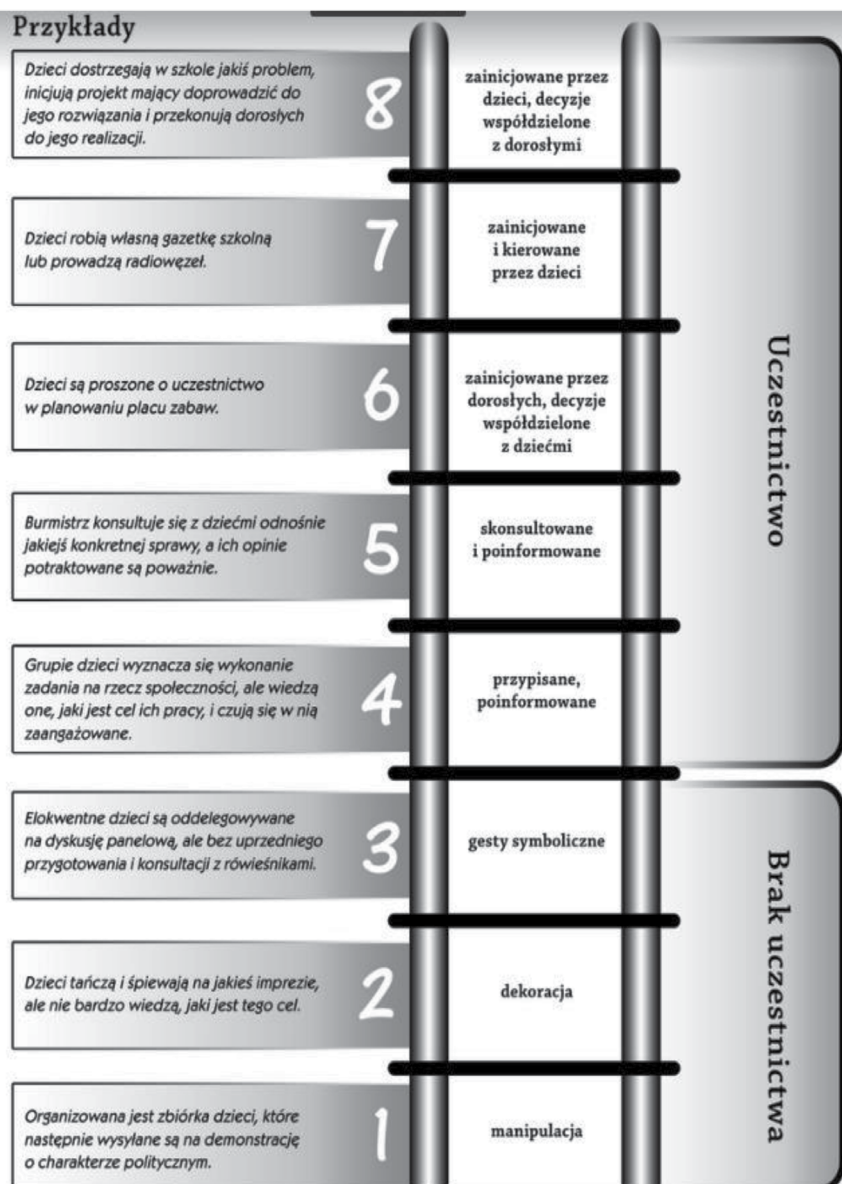 Przykłady
Dzieci dostrzegają w szkole jakiś problem,
inicjują projekt mający doprowadzić do
jego rozwiązania i przekonują dorosłych
do jego realizacji.
8
zainicjowane przez
dzieci, decyzje
współdzielone
z dorosłymi
Dzieci robią własną gazetkę szkolną
lub prowadzą radiowęzeł.
7
zainicjowane
i kierowane
przez dzieci
Dzieci są proszone o uczestnictwo
w planowaniu placu zabaw.
6
zainicjowane przez
dorosłych, decyzje
współdzielone
z dziećmi
Burmistrz konsultuje się z dziećmi odnośnie
jakiejś konkretnej sprawy, a ich opinie
potraktowane są poważnie.
5
skonsultowane
i poinformowane
Grupie dzieci wyznacza się wykonanie
zadania na rzecz społeczności, ale wiedzą
one, jaki jest cel ich pracy, i czują się w nią
zaangażowane.
4
przypisane,
poinformowane
Uczestnictwo
Elokwentne dzieci są oddelegowywane
na dyskusję panelową, ale bez uprzedniego
przygotowania i konsultacji z rówieśnikami.
3
gesty symboliczne
Dzieci tańczą i śpiewają na jakieś imprezie,
ale nie bardzo wiedzą, jaki jest tego cel.
2
dekoracja
Organizowana jest zbiórka dzieci, które
następnie wysyłane są na demonstrację
o charakterze politycznym.
1
manipulacja
Brak uczestnictwa